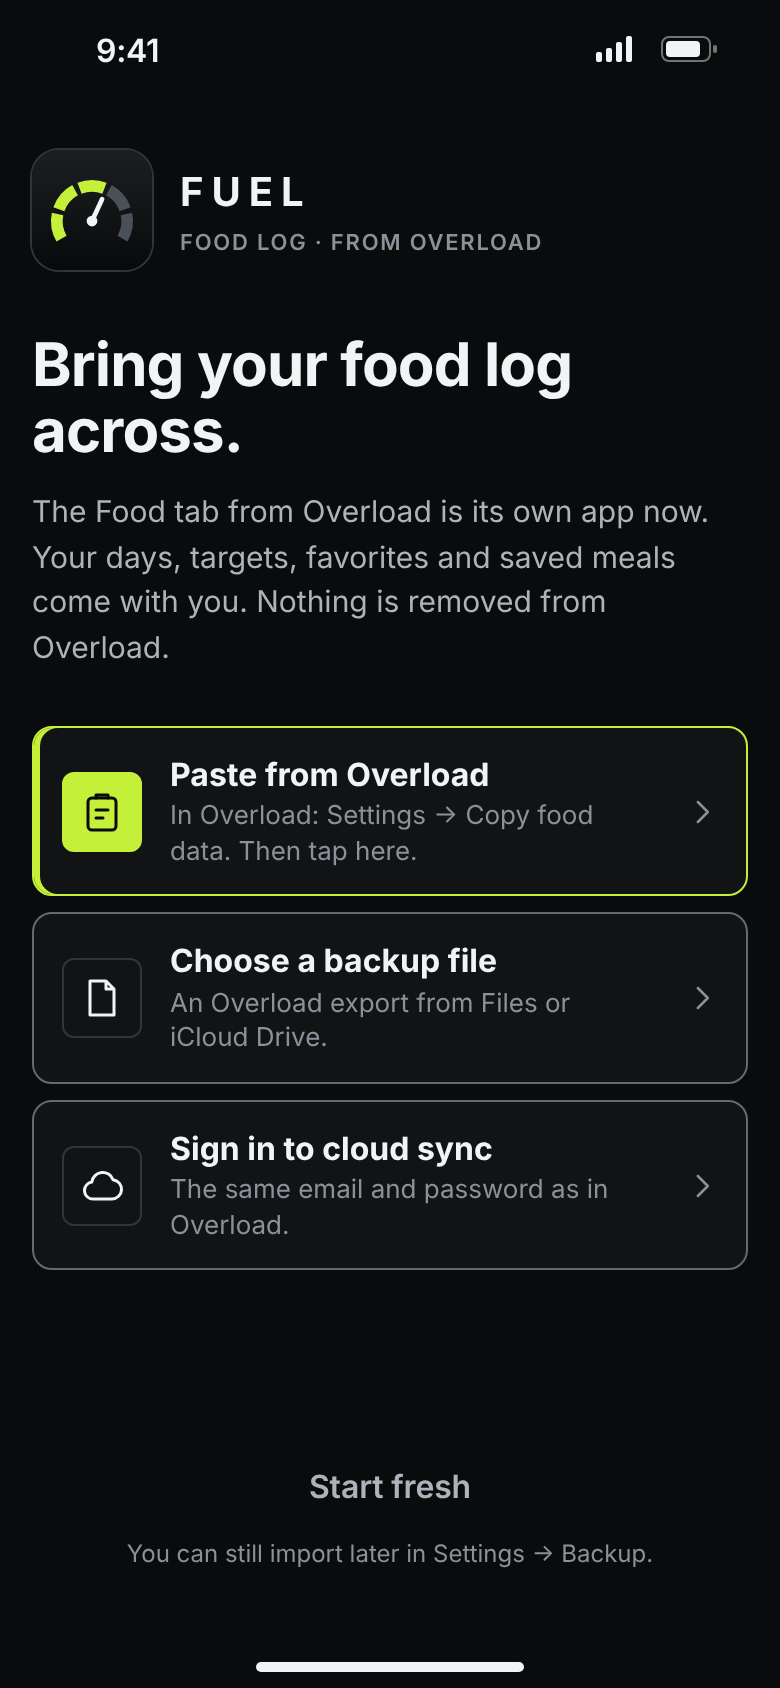 9:41
FUEL
FOOD LOG · FROM OVERLOAD
Bring your food log
across.
The Food tab from Overload is its own app now.
Your days, targets, favorites and saved meals
come with you. Nothing is removed from
Overload.
Paste from Overload
In Overload: Settings → Copy food
data. Then tap here.
Choose a backup file
An Overload export from Files or
iCloud Drive.
Sign in to cloud sync
The same email and password as in
Overload.
Start fresh
You can still import later in Settings → Backup.